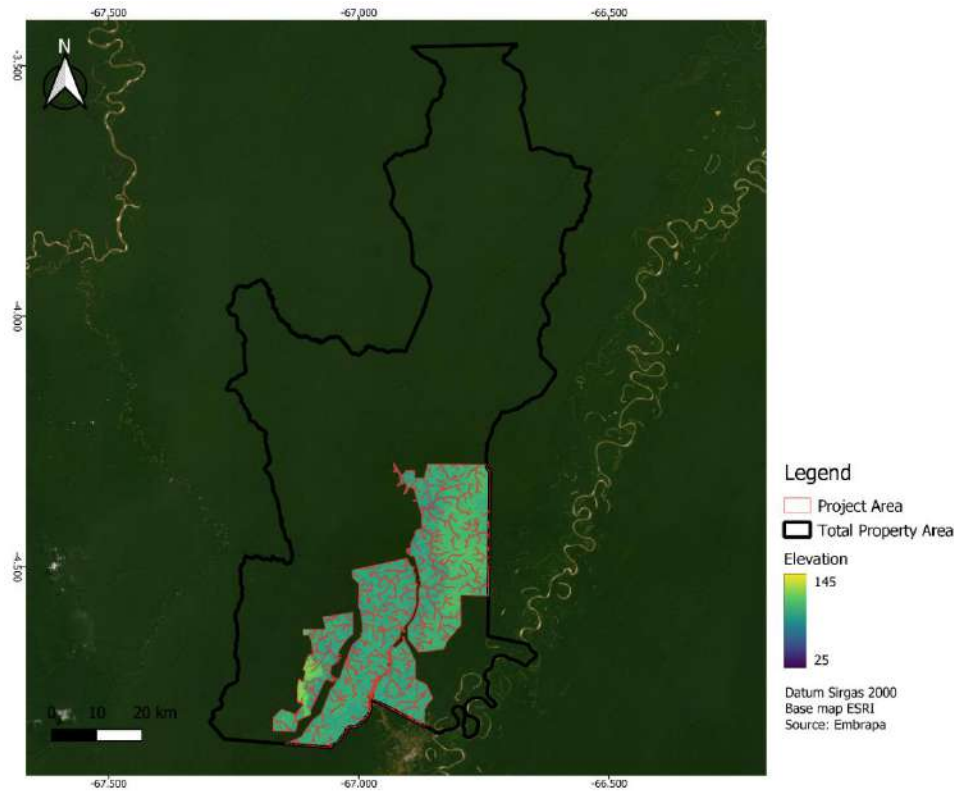 -67.500 -67.000 -66.500
N
-3.500
-4.000
-4.500
0 10 20 km
-67.500 -67.000 -66.500
Legend
Project Area
Total Property Area
Elevation
145
25
Datum Sirgas 2000
Base map ESRI
Source: Embrapa